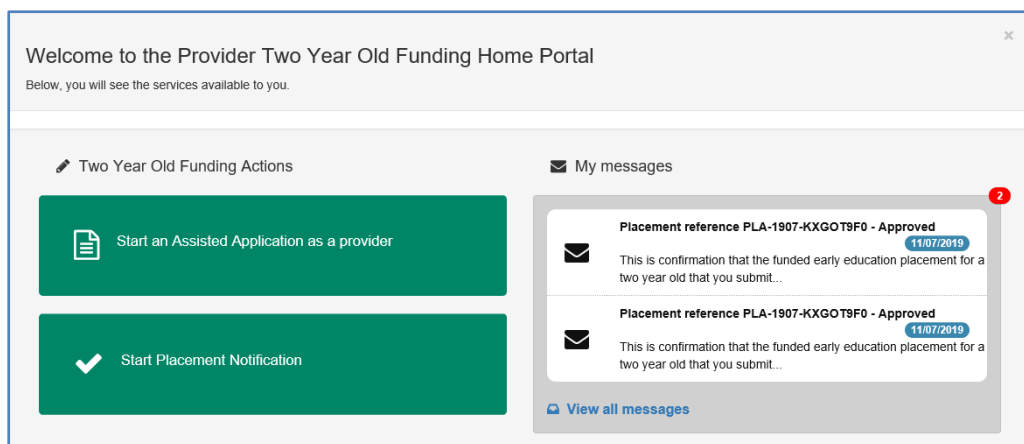 ×
Welcome to the Provider Two Year Old Funding Home Portal
Below, you will see the services available to you.
Two Year Old Funding Actions
Start an Assisted Application as a provider
Start Placement Notification
My messages
2
Placement reference PLA-1907-KXGOT9F0 - Approved
11/07/2019
This is confirmation that the funded early education placement for a
two year old that you submit...
Placement reference PLA-1907-KXGOT9F0 - Approved
11/07/2019
This is confirmation that the funded early education placement for a
two year old that you submit...
View all messages